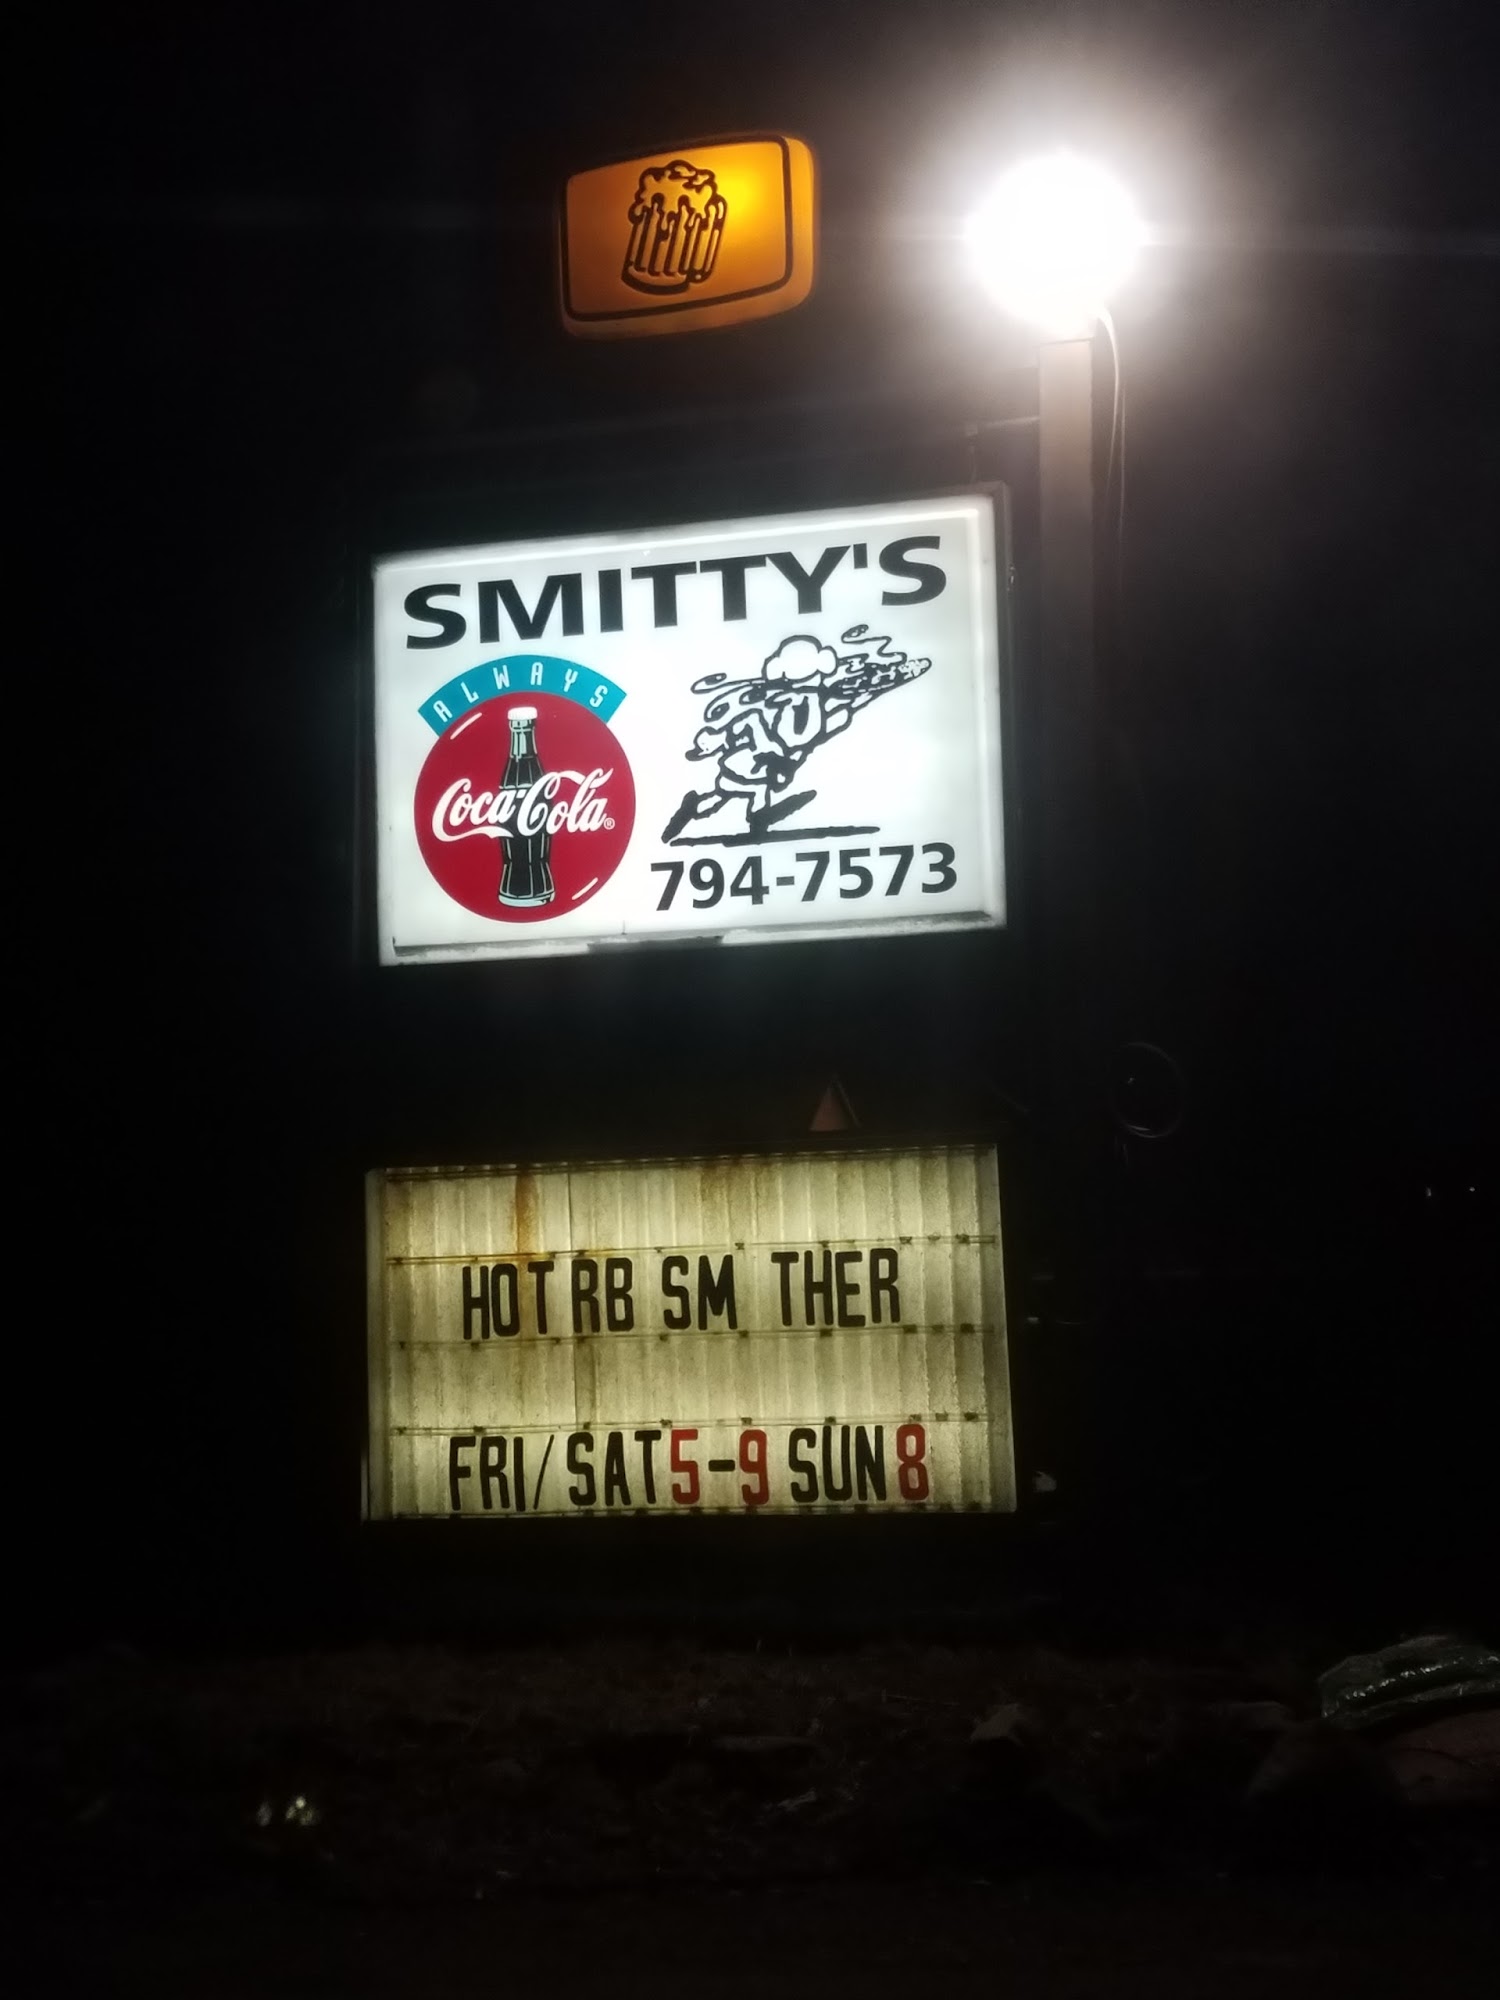 SMITTY'S
ALWAYS
Coca-Cola®
794-7573
HOT RB SM THER
FRI/SAT 5-9 SUN 8